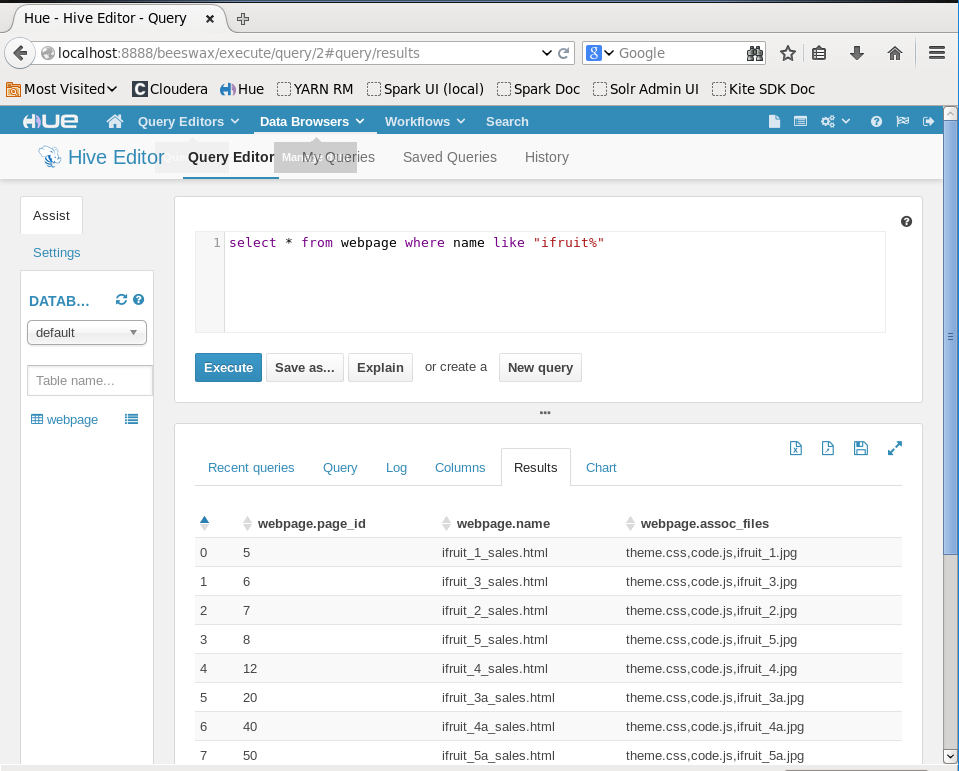 Hue - Hive Editor - Query
localhost:8888/beeswax/execute/query/2#query/results
Google
Most Visited Cloudera Hue YARN RM Spark UI (local) Spark Doc Solr Admin UI Kite SDK Doc
HUE Query Editors Data Browsers Workflows Search
Hive Editor Query Editor My Queries Saved Queries History
Assist
Settings
DATAB...
default
Table name...
webpage
1 select * from webpage where name like "ifruit%"
Execute Save as... Explain or create a New query
Recent queries Query Log Columns Results Chart
webpage.page_id webpage.name webpage.assoc_files
0 5 ifruit_1_sales.html theme.css,code.js,ifruit_1.jpg
1 6 ifruit_3_sales.html theme.css,code.js,ifruit_3.jpg
2 7 ifruit_2_sales.html theme.css,code.js,ifruit_2.jpg
3 8 ifruit_5_sales.html theme.css,code.js,ifruit_5.jpg
4 12 ifruit_4_sales.html theme.css,code.js,ifruit_4.jpg
5 20 ifruit_3a_sales.html theme.css,code.js,ifruit_3a.jpg
6 40 ifruit_4a_sales.html theme.css,code.js,ifruit_4a.jpg
7 50 ifruit_5a_sales.html theme.css,code.js,ifruit_5a.jpg